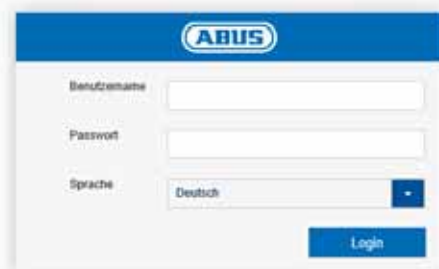 ABUS
Benutzername
Passwort
Sprache
Deutsch
Login